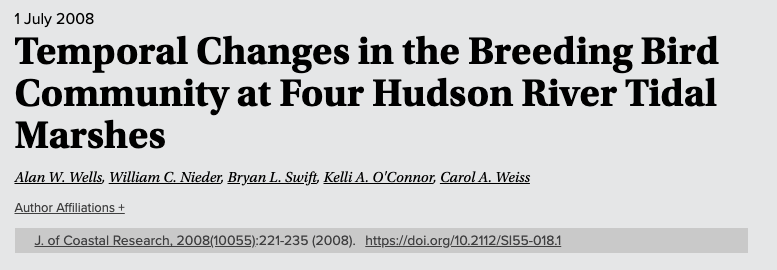 1 July 2008
Temporal Changes in the Breeding Bird
Community at Four Hudson River Tidal
Marshes
Alan W. Wells, William C. Nieder, Bryan L. Swift, Kelli A. O'Connor, Carol A. Weiss
Author Affiliations +
J. of Coastal Research, 2008(10055):221-235 (2008). https://doi.org/10.2112/SI55-018.1